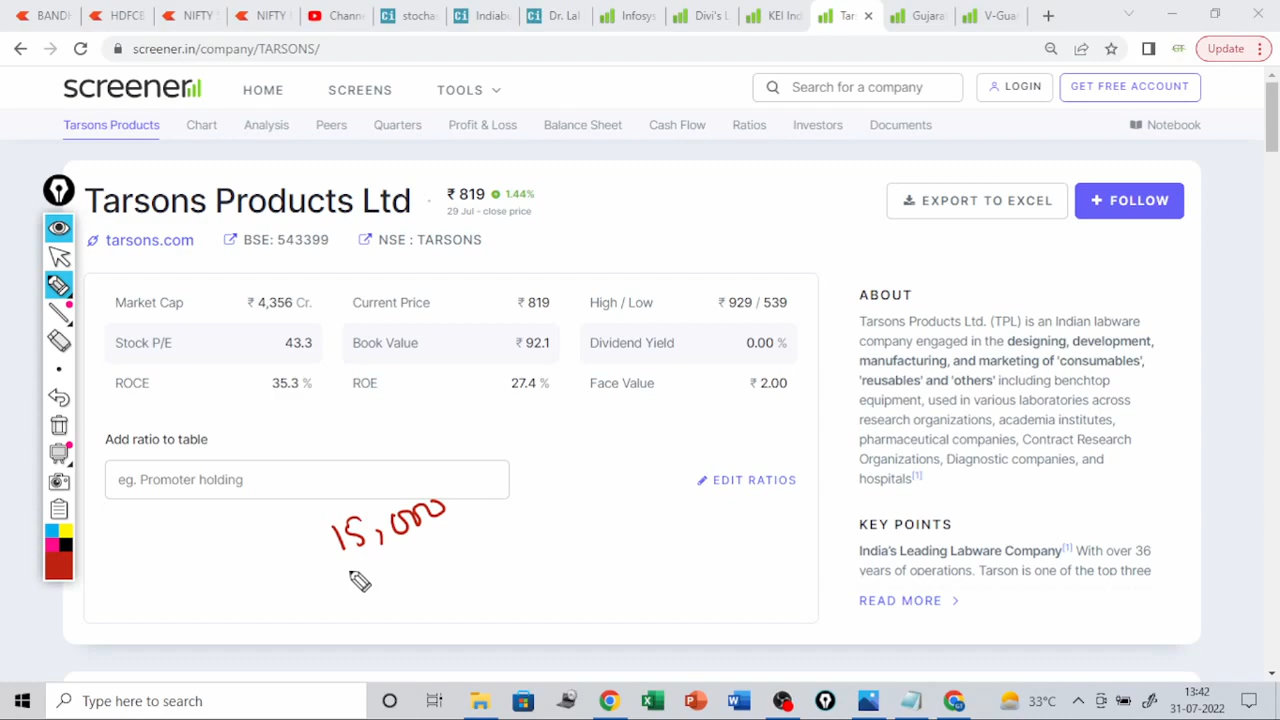 BANDI
HDFCE
NIFTY
NIFTY
Chann
stocha
Indiabu
Dr. Lal
Infosys
Divi's L
KEI Ind
Tars
Gujara
V-Gua
screener.in/company/TARSONS/
Update
screener
HOME
SCREENS
TOOLS
Search for a company
LOGIN
GET FREE ACCOUNT
Tarsons Products
Chart
Analysis
Peers
Quarters
Profit & Loss
Balance Sheet
Cash Flow
Ratios
Investors
Documents
Notebook
Tarsons Products Ltd
₹ 819 1.44%
29 Jul - close price
EXPORT TO EXCEL
+ FOLLOW
tarsons.com
BSE: 543399
NSE : TARSONS
Market Cap ₹ 4,356 Cr.
Current Price ₹ 819
High / Low ₹ 929 / 539
Stock P/E 43.3
Book Value ₹ 92.1
Dividend Yield 0.00 %
ROCE 35.3 %
ROE 27.4 %
Face Value ₹ 2.00
Add ratio to table
eg. Promoter holding
EDIT RATIOS
15,000
ABOUT
Tarsons Products Ltd. (TPL) is an Indian labware
company engaged in the designing, development,
manufacturing, and marketing of 'consumables',
'reusables' and 'others' including benchtop
equipment, used in various laboratories across
research organizations, academia institutes,
pharmaceutical companies, Contract Research
Organizations, Diagnostic companies, and
hospitals[1]
KEY POINTS
India's Leading Labware Company[1] With over 36
years of operations, Tarson is one of the top three
READ MORE
Type here to search
33°C
13:42
31-07-2022